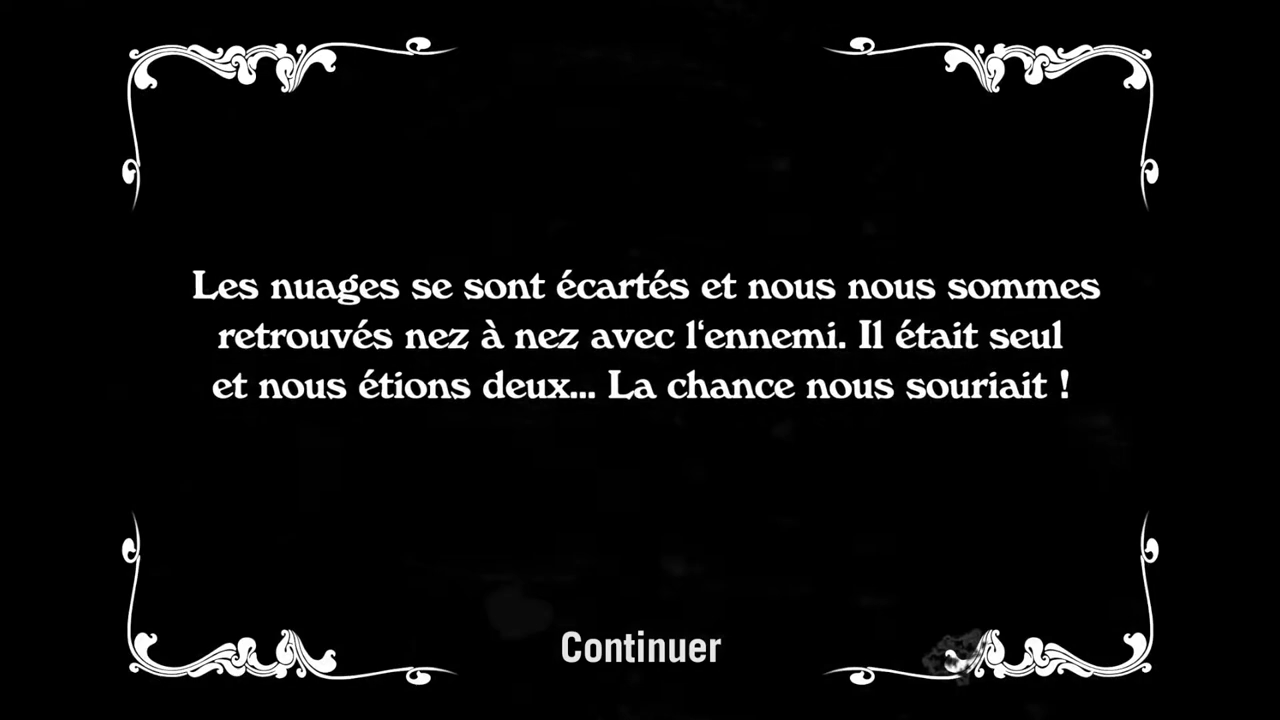 Les nuages se sont écartés et nous nous sommes
retrouvés nez à nez avec l‘ennemi. Il était seul
et nous étions deux... La chance nous souriait !
Continuer